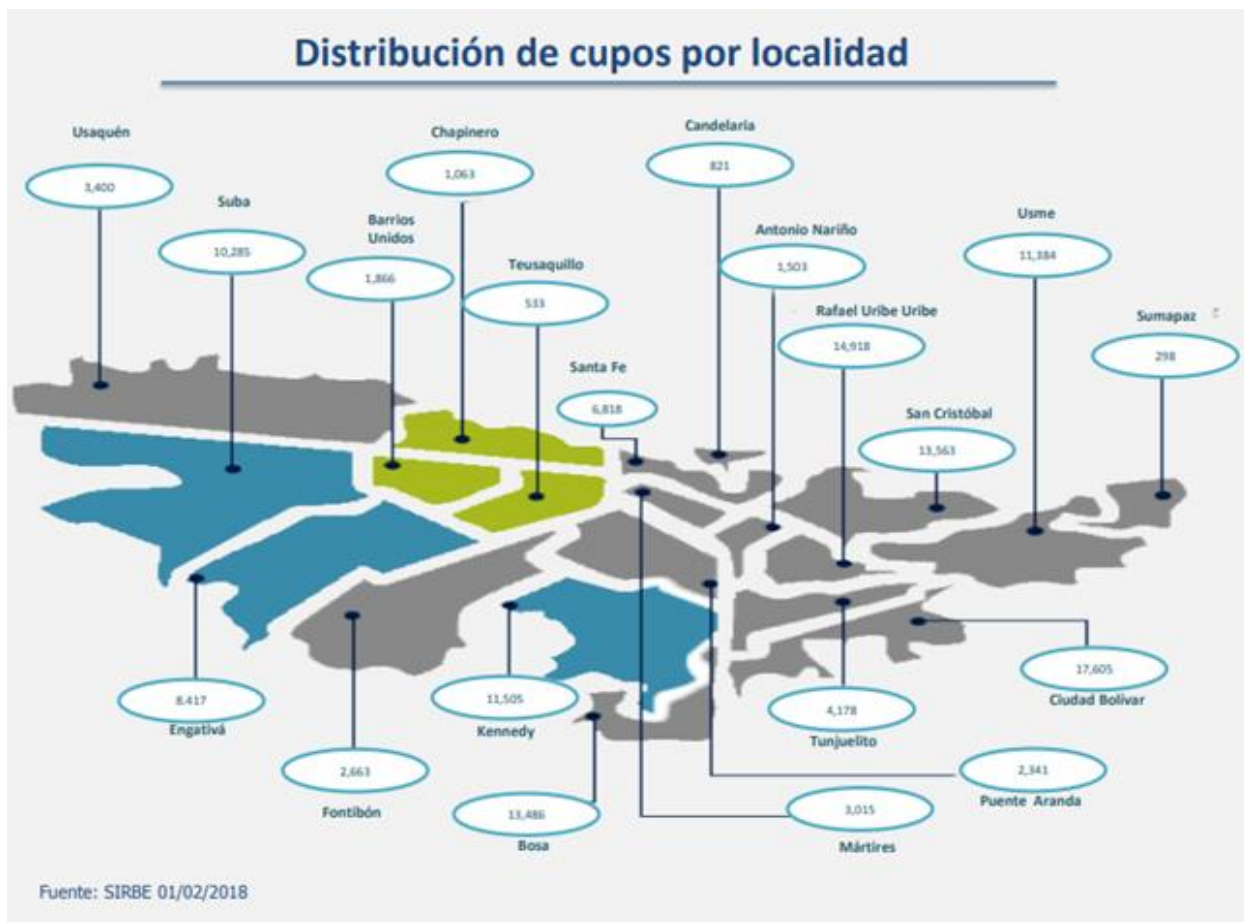 Distribución de cupos por localidad
Usaquén
3,400
Suba
10,285
Barrios
Unidos
1,866
Chapinero
1,063
Teusaquillo
533
Candelaria
821
Antonio Nariño
1,503
Santa Fe
6,818
Rafael Uribe Uribe
14,918
Usme
11,384
Sumapaz
298
San Cristóbal
13,563
8.417
Engativá
2,663
Fontibón
11,505
Kennedy
13,486
Bosa
4,178
Tunjuelito
17,605
Ciudad Bolívar
2,341
Puente Aranda
3,015
Mártires
Fuente: SIRBE 01/02/2018